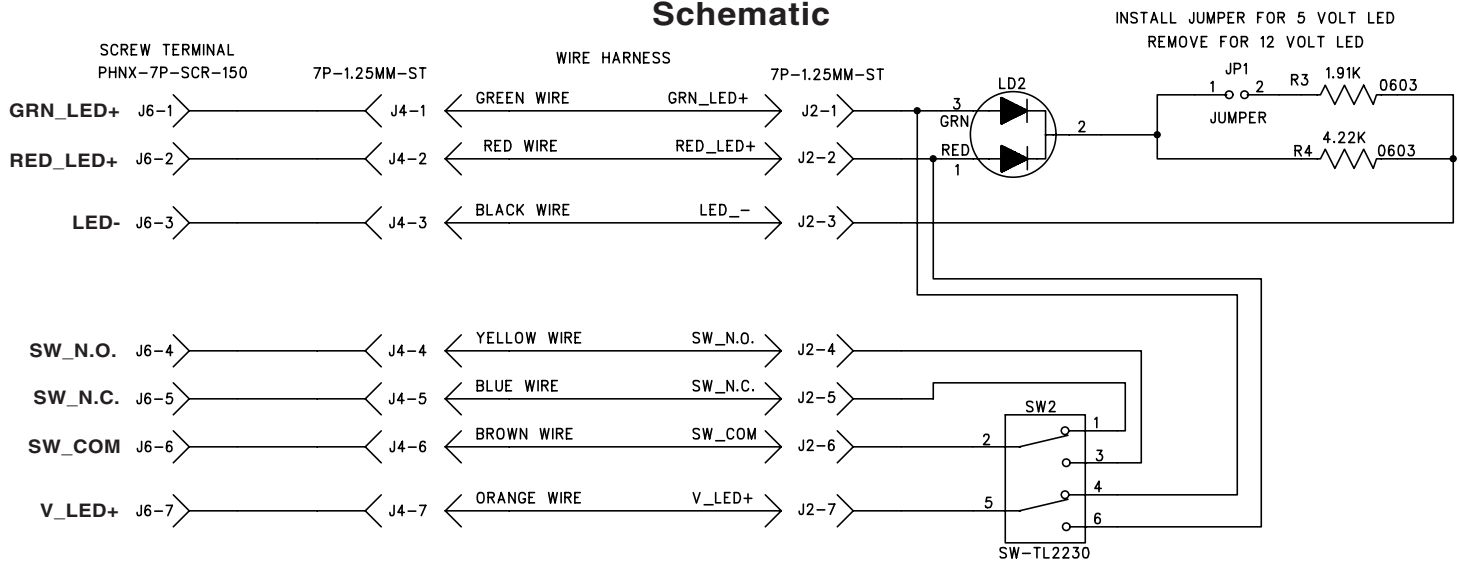 Schematic
INSTALL JUMPER FOR 5 VOLT LED
REMOVE FOR 12 VOLT LED
SCREW TERMINAL
PHNX-7P-SCR-150
7P-1.25MM-ST
WIRE HARNESS
7P-1.25MM-ST
LD2
JP1
1 2
JUMPER
R3 1.91K 0603
R4 4.22K 0603
GRN_LED+ J6-1 J4-1 GREEN WIRE GRN_LED+ J2-1 3 GRN
2
RED_LED+ J6-2 J4-2 RED WIRE RED_LED+ J2-2 RED 1
LED- J6-3 J4-3 BLACK WIRE LED_- J2-3
SW_N.O. J6-4 J4-4 YELLOW WIRE SW_N.O. J2-4
SW_N.C. J6-5 J4-5 BLUE WIRE SW_N.C. J2-5
SW2
SW_COM J6-6 J4-6 BROWN WIRE SW_COM J2-6 2 1
3
V_LED+ J6-7 J4-7 ORANGE WIRE V_LED+ J2-7 5 4
6
SW-TL2230